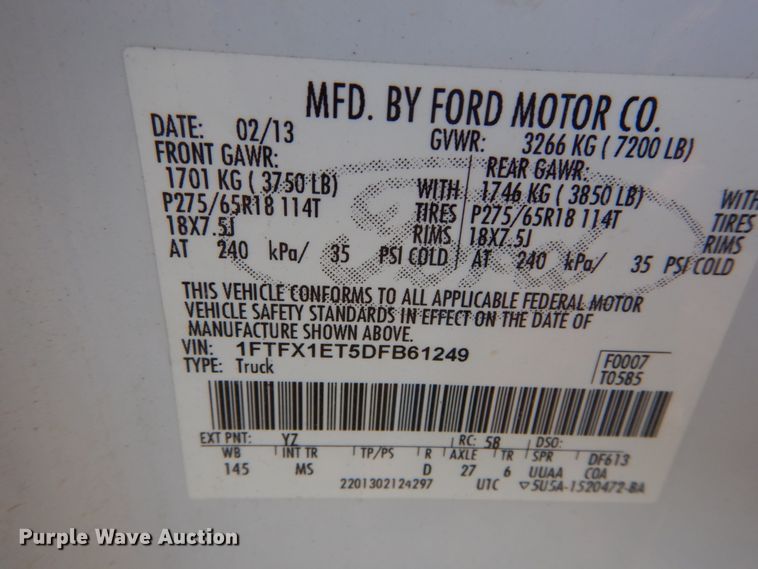 MFD. BY FORD MOTOR CO.
DATE: 02/13 GVWR: 3266 KG ( 7200 LB)
FRONT GAWR: REAR GAWR:
1701 KG ( 3750 LB) WITH 1746 KG ( 3850 LB) WITH
P275/65R18 114T TIRES P275/65R18 114T TIRES
18X7.5J RIMS 18X7.5J RIMS
AT 240 kPa/ 35 PSI COLD AT 240 kPa/ 35 PSI COLD
Ford
THIS VEHICLE CONFORMS TO ALL APPLICABLE FEDERAL MOTOR
VEHICLE SAFETY STANDARDS IN EFFECT ON THE DATE OF
MANUFACTURE SHOWN ABOVE.
VIN: 1FTFX1ET5DFB61249 F0007
TYPE: Truck T0585
EXT PNT: YZ RC: 58 DSO:
WB INT TR TP/PS R AXLE TR SPR DF613
145 MS D 27 6 UUAA COA
2201302124297 UTC ▽5U5A-1520472-BA
Purple Wave Auction